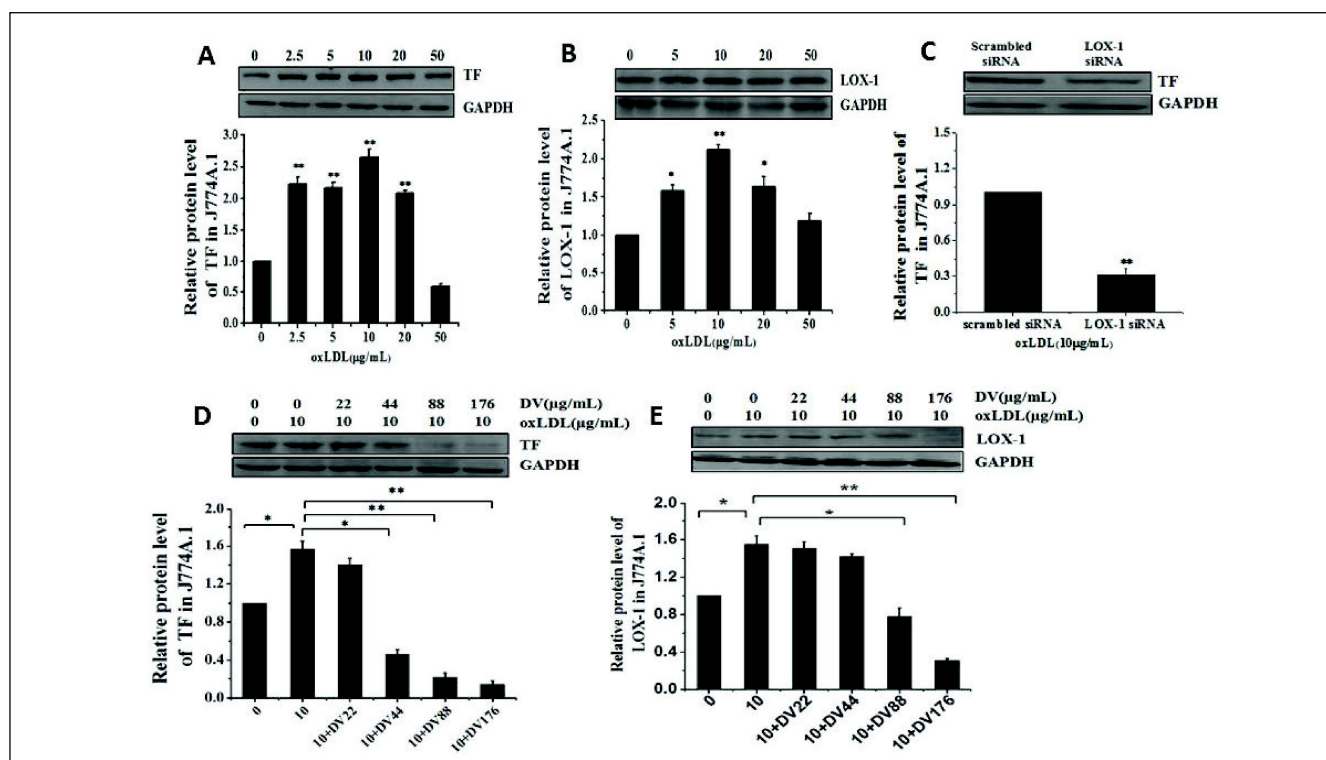 A
0 2.5 5 10 20 50
TF
GAPDH
Relative protein level
of TF in J774A.1
3.0
2.5
2.0
1.5
1.0
0.5
0.0
** ** ** **
0 2.5 5 10 20 50
oxLDL(µg/mL)
B
0 5 10 20 50
LOX-1
GAPDH
Relative protein level
of LOX-1 in J774A.1
2.5
2.0
1.5
1.0
0.5
0.0
* ** *
0 5 10 20 50
oxLDL(µg/mL)
C
Scrambled siRNA
LOX-1 siRNA
TF
GAPDH
Relative protein level of
TF in J774A.1
1.5
1.2
0.9
0.6
0.3
0.0
**
scrambled siRNA LOX-1 siRNA
oxLDL(10µg/mL)
D
0 0 22 44 88 176 DV(µg/mL)
0 10 10 10 10 10 oxLDL(µg/mL)
TF
GAPDH
Relative protein level
of TF in J774A.1
2.0
1.6
1.2
0.8
0.4
0.0
**
**
* *
0 10 10+DV22 10+DV44 10+DV88 10+DV176
E
0 0 22 44 88 176 DV(µg/mL)
0 10 10 10 10 10 oxLDL(µg/mL)
LOX-1
GAPDH
Relative protein level of
LOX-1 in J774A.1
2.0
1.6
1.2
0.8
0.4
0.0
* **
*
0 10 10+DV22 10+DV44 10+DV88 10+DV176